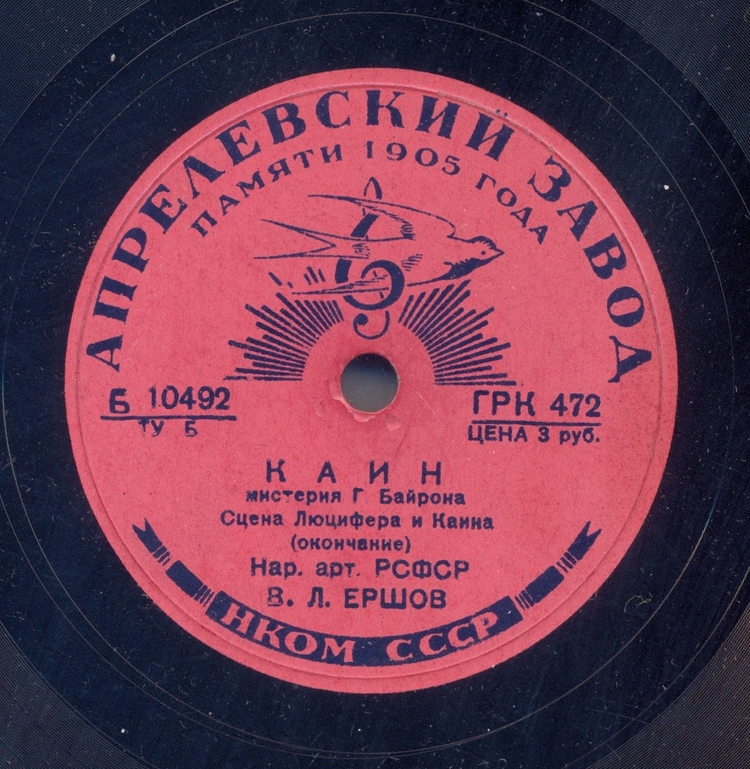 АПРЕЛЕВСКИЙ ЗАВОД
ПАМЯТИ 1905 ГОДА
Б 10492
ТУ Б
ГРК 472
ЦЕНА 3 руб.
КАИН
мистерия Г Байрона
Сцена Люцифера и Каина
(окончание)
Нар. арт. РСФСР
В. Л. ЕРШОВ
НКОМ СССР